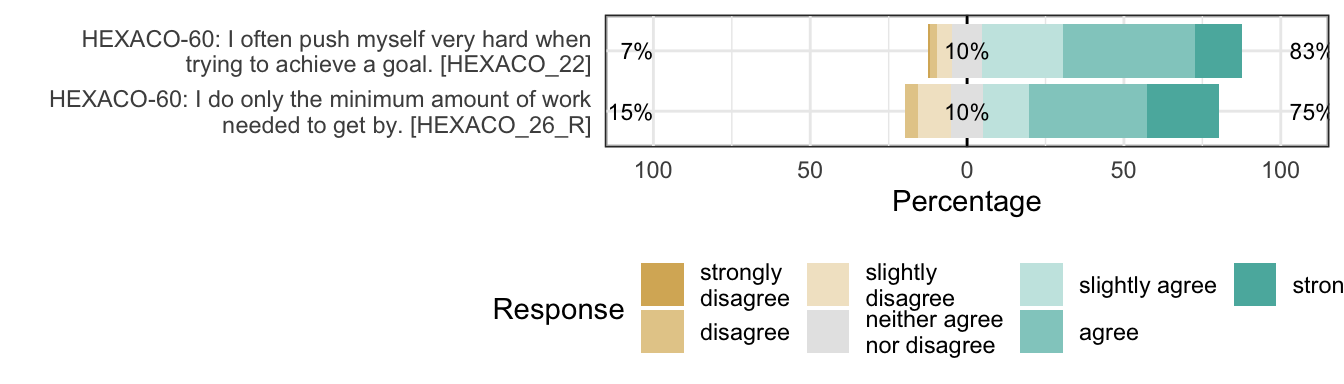 HEXACO-60: I often push myself very hard when
trying to achieve a goal. [HEXACO_22]
7% 10% 83%
HEXACO-60: I do only the minimum amount of work
needed to get by. [HEXACO_26_R]
15% 10% 75%
100 50 0 50 100
Percentage
Response
strongly
disagree
disagree
slightly
disagree
neither agree
nor disagree
slightly agree
agree
stron